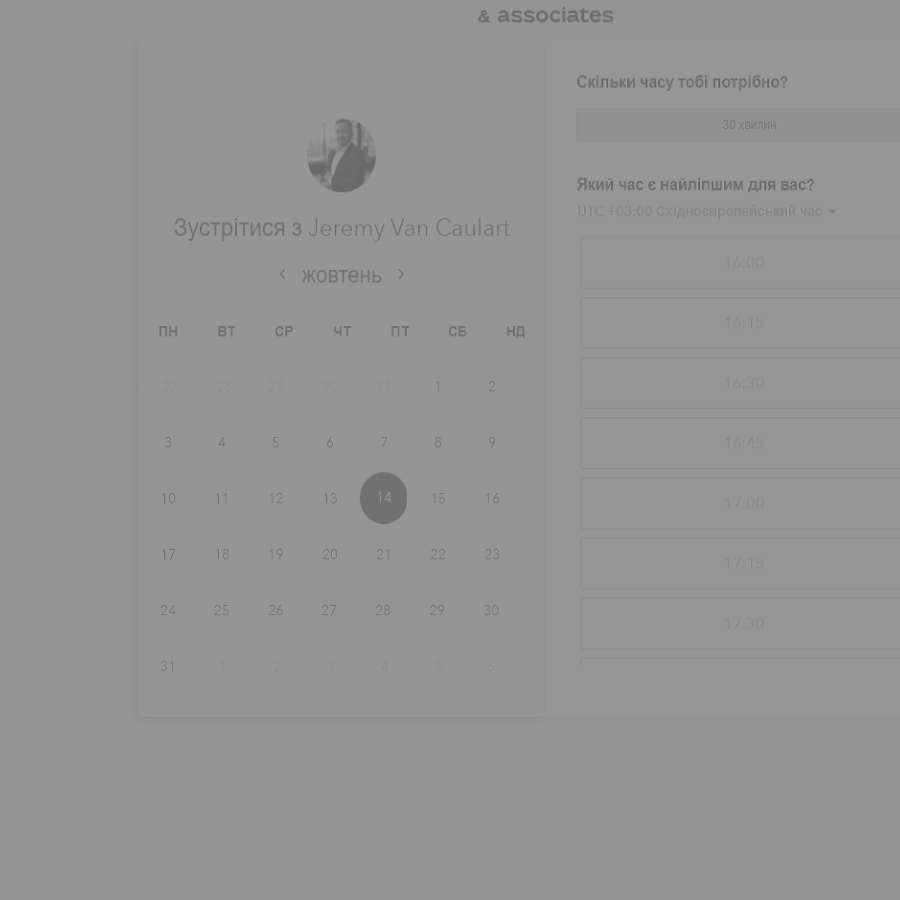 & associates
Зустрітися з Jeremy Van Caulart
жовтень
ПН ВТ СР ЧТ ПТ СБ НД
27 28 29 30 31 1 2
3 4 5 6 7 8 9
10 11 12 13 14 15 16
17 18 19 20 21 22 23
24 25 26 27 28 29 30
31 1 2 3 4 5 6
Скільки часу тобі потрібно?
30 хвилин
Який час є найліпшим для вас?
UTC +03:00 Східноєвропейський час
16:00
16:15
16:30
16:45
17:00
17:15
17:30